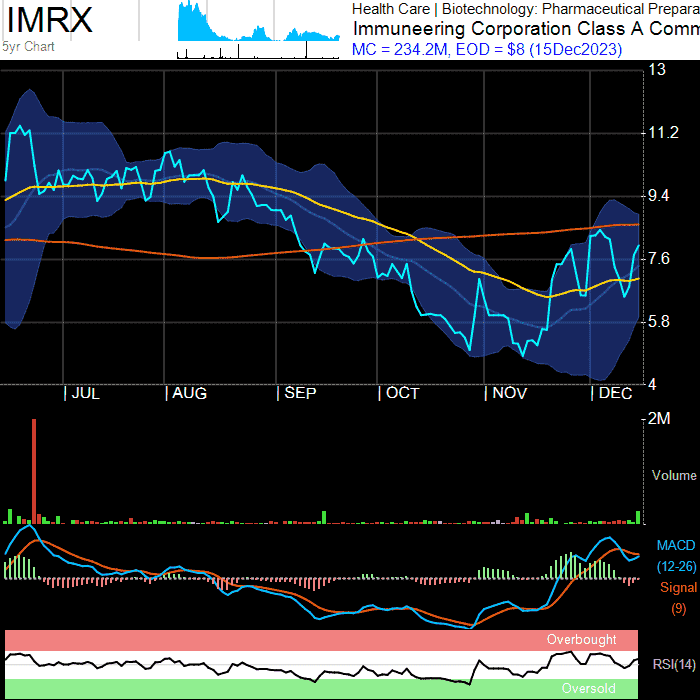 IMRX
5yr Chart
Health Care | Biotechnology: Pharmaceutical Prepara
Immuneering Corporation Class A Comm
MC = 234.2M, EOD = $8 (15Dec2023)
13
11.2
9.4
7.6
5.8
4
| JUL | AUG | SEP | OCT | NOV | DEC
2M
Volume
MACD
(12-26)
Signal
(9)
Overbought
RSI(14)
Oversold